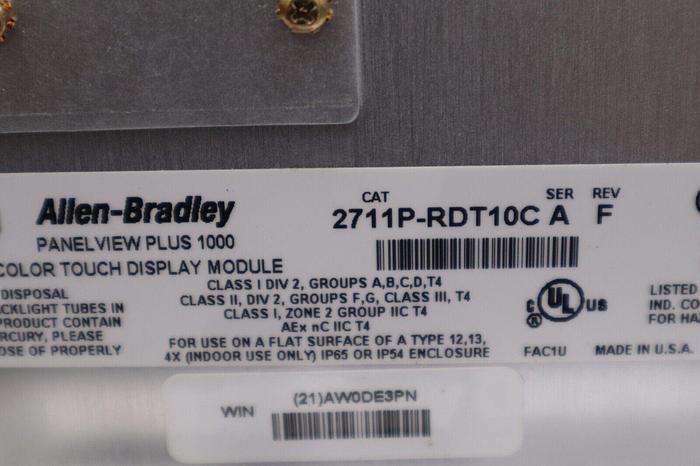 CAT SER REV
Allen-Bradley 2711P-RDT10C A F
PANELVIEW PLUS 1000
COLOR TOUCH DISPLAY MODULE
CLASS I DIV 2, GROUPS A,B,C,D,T4
CLASS II, DIV 2, GROUPS F,G, CLASS III, T4
CLASS I, ZONE 2 GROUP IIC T4
AEx nC IIC T4
FOR USE ON A FLAT SURFACE OF A TYPE 12,13,
4X (INDOOR USE ONLY) IP65 OR IP54 ENCLOSURE
DISPOSAL
ACKLIGHT TUBES IN
PRODUCT CONTAIN
RCURY, PLEASE
OSE OF PROPERLY
C UL US
®
LISTED
IND. CO
FOR HA
FAC1U MADE IN U.S.A.
WIN (21)AW0DE3PN